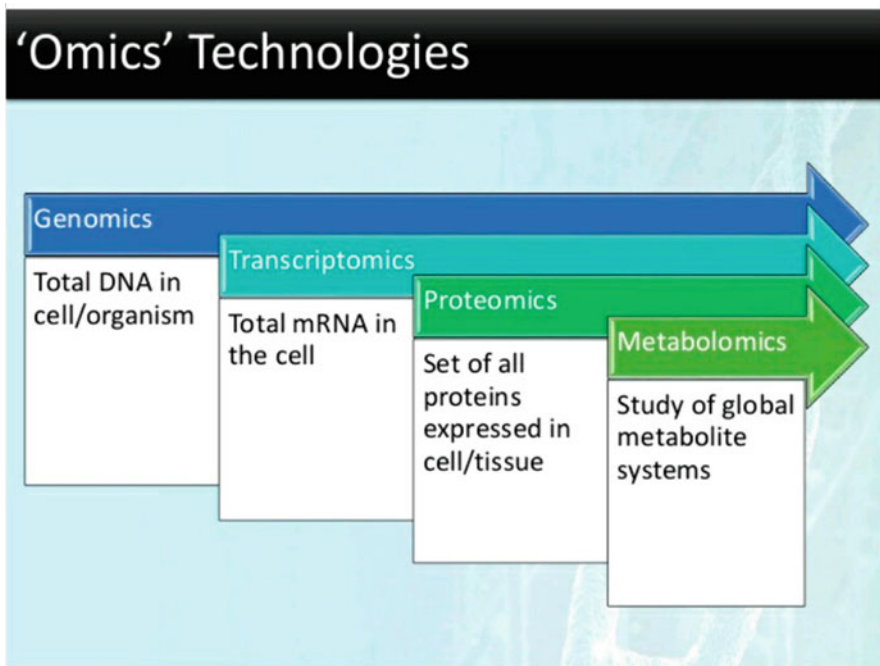 ‘Omics’ Technologies
Genomics
Total DNA in
cell/organism
Transcriptomics
Total mRNA in
the cell
Proteomics
Set of all
proteins
expressed in
cell/tissue
Metabolomics
Study of global
metabolite
systems